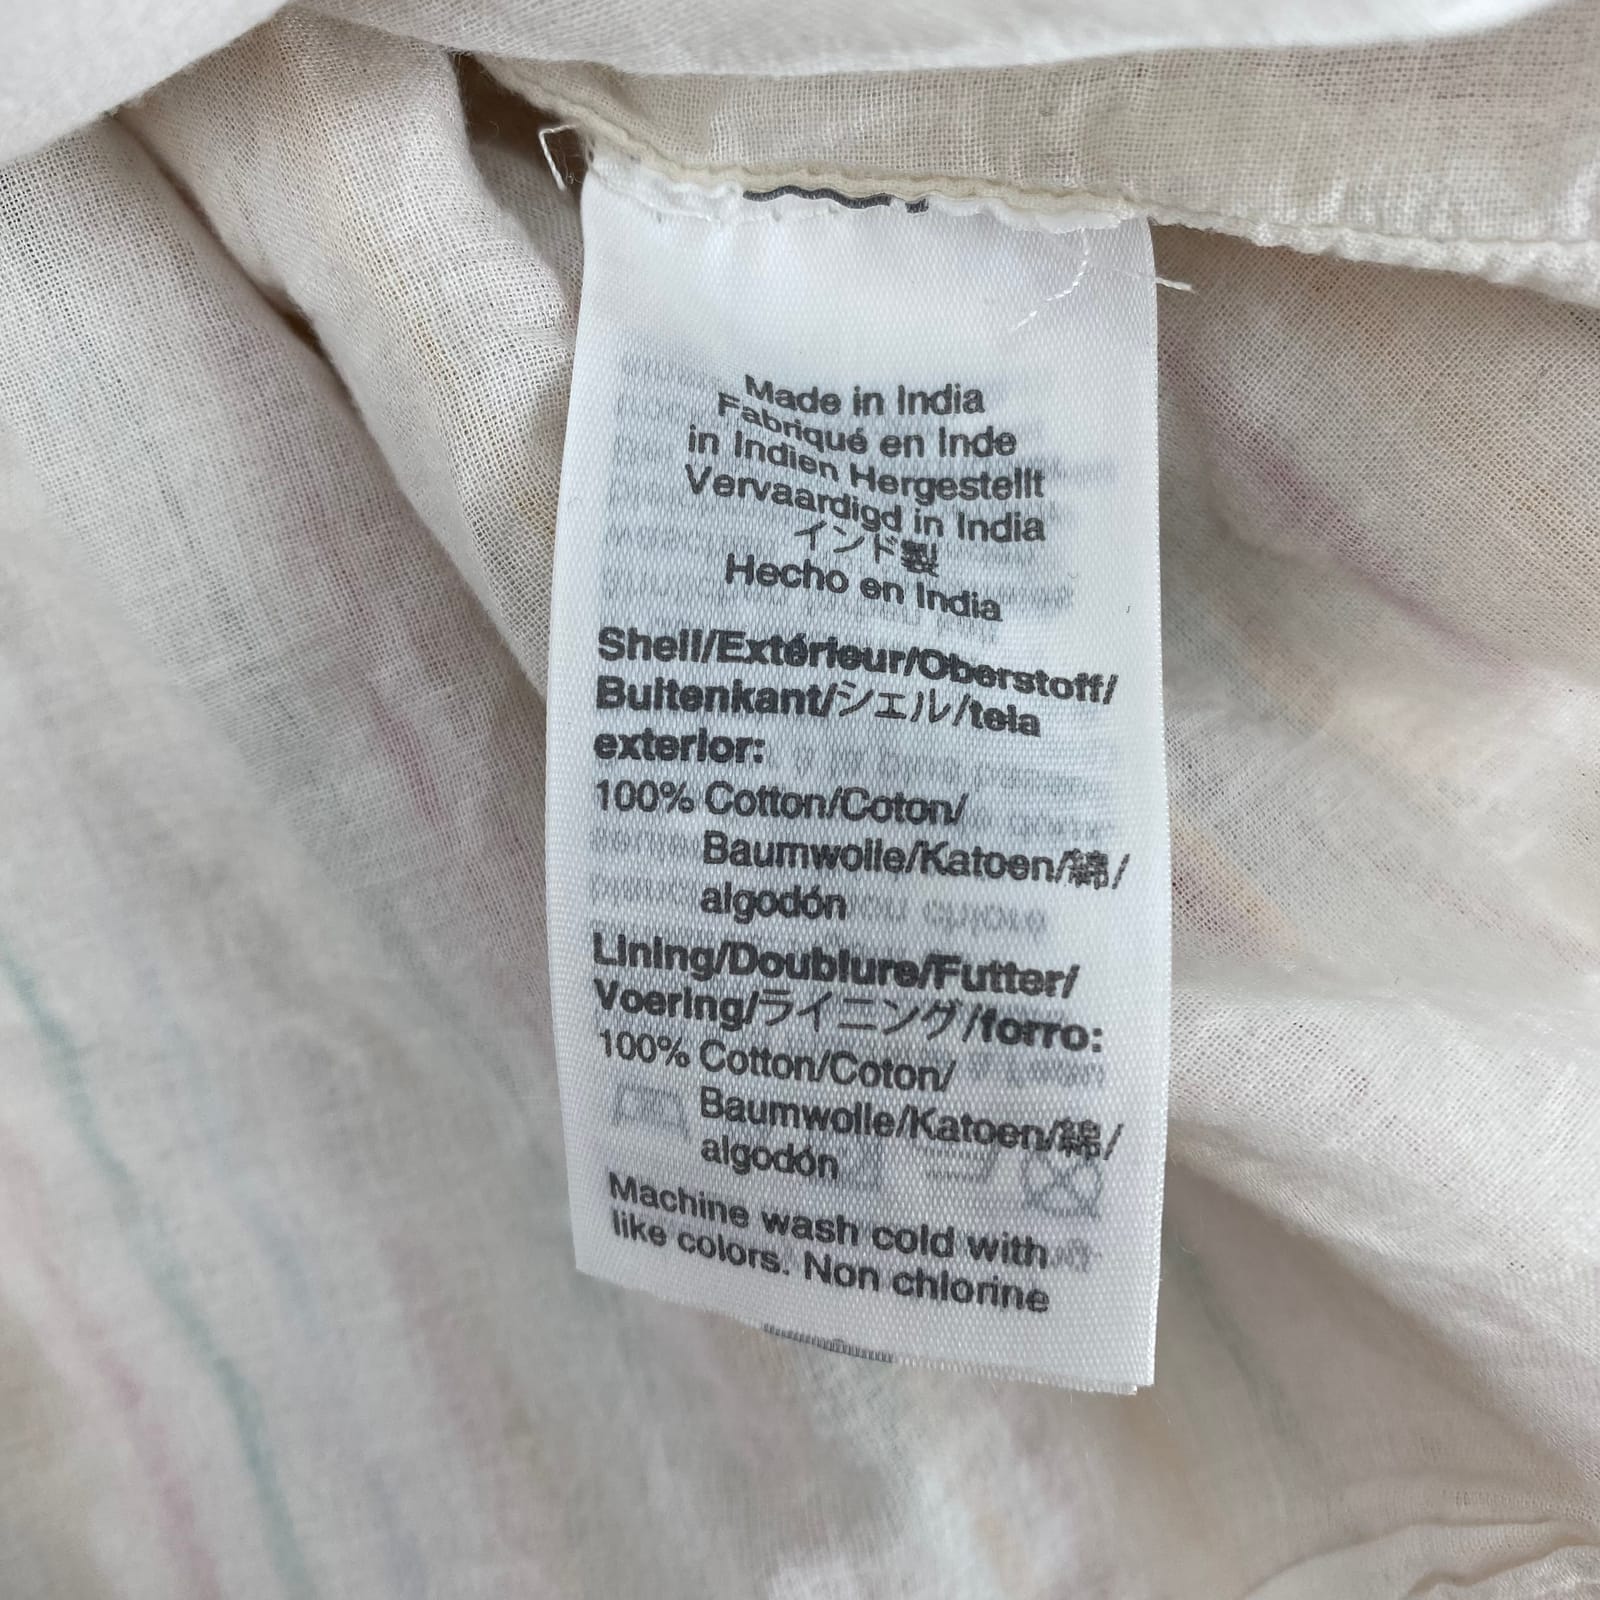 Made in India
Fabriqué en Inde
in Indien Hergestellt
Vervaardigd in India
インド製
Hecho en India
Shell/Extérieur/Oberstoff/
Buitenkant/シェル/tela
exterior:
100% Cotton/Coton/
Baumwolle/Katoen/綿/
algodón
Lining/Doublure/Futter/
Voering/ライニング/forro:
100% Cotton/Coton/
Baumwolle/Katoen/綿/
algodón
Machine wash cold with
like colors. Non chlorine